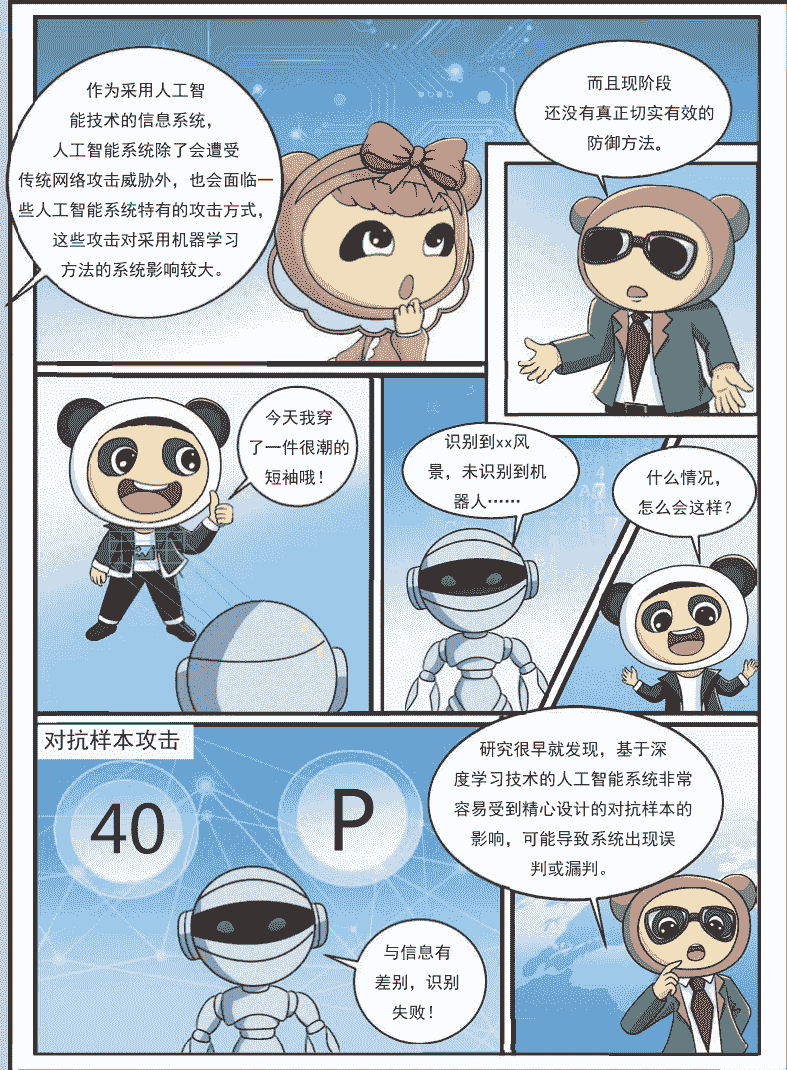 作为采用人工智
能技术的信息系统，
人工智能系统除了会遭受
传统网络攻击威胁外，也会面临一
些人工智能系统特有的攻击方式，
这些攻击对采用机器学习
方法的系统影响较大。
而且现阶段
还没有真正切实有效的
防御方法。
今天我穿
了一件很潮的
短袖哦！
识别到xx风
景，未识别到机
器人……
什么情况，
怎么会这样？
对抗样本攻击
40
P
与信息有
差别，识别
失败！
研究很早就发现，基于深
度学习技术的人工智能系统非常
容易受到精心设计的对抗样本的
影响，可能导致系统出现误
判或漏判。